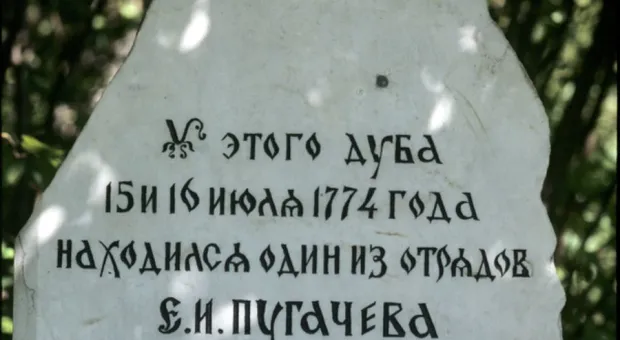 У этого дуба
15 и 16 июля 1774 года
находился один из отрядов
Е.И. Пугачева